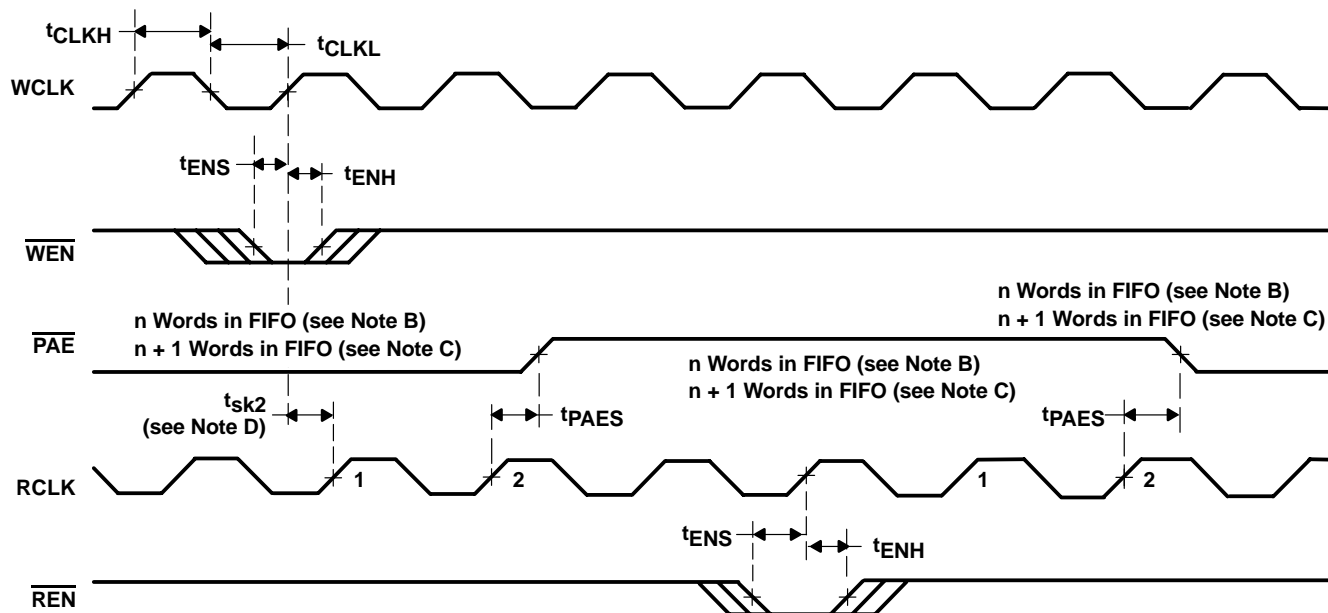 tCLKH
tCLKL
WCLK
tENS
tENH
WEN
n Words in FIFO (see Note B)
n + 1 Words in FIFO (see Note C)
n Words in FIFO (see Note B)
n + 1 Words in FIFO (see Note C)
PAE
n Words in FIFO (see Note B)
n + 1 Words in FIFO (see Note C)
tsk2
(see Note D)
tPAES
tPAES
RCLK
1
2
1
2
tENS
tENH
REN